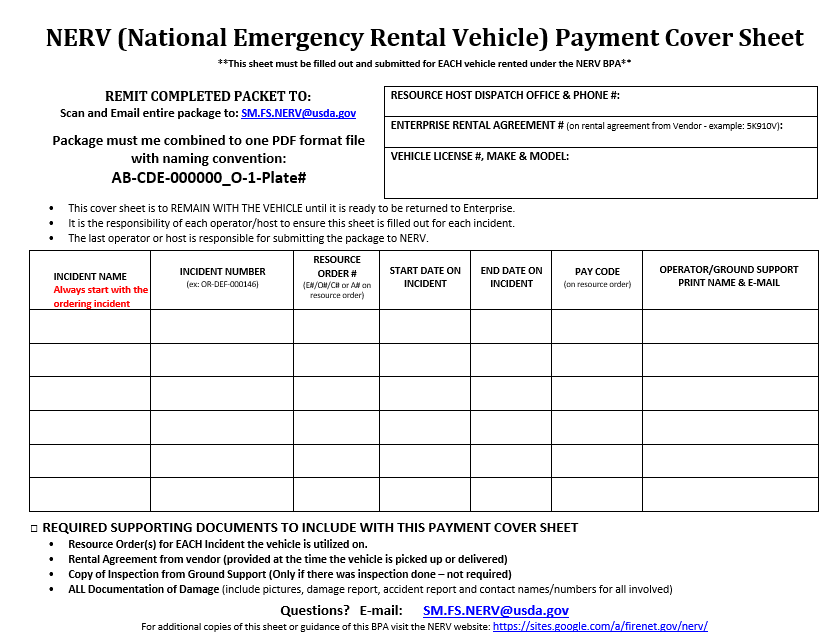 NERV (National Emergency Rental Vehicle) Payment Cover Sheet
**This sheet must be filled out and submitted for EACH vehicle rented under the NERV BPA**
REMIT COMPLETED PACKET TO:
Scan and Email entire package to: SM.FS.NERV@usda.gov
Package must me combined to one PDF format file
with naming convention:
AB-CDE-000000_O-1-Plate#
RESOURCE HOST DISPATCH OFFICE & PHONE #:
ENTERPRISE RENTAL AGREEMENT # (on rental agreement from Vendor - example: 5K910V):
VEHICLE LICENSE #, MAKE & MODEL:
• This cover sheet is to REMAIN WITH THE VEHICLE until it is ready to be returned to Enterprise.
• It is the responsibility of each operator/host to ensure this sheet is filled out for each incident.
• The last operator or host is responsible for submitting the package to NERV.
INCIDENT NAME
Always start with the
ordering incident
INCIDENT NUMBER
(ex: OR-DEF-000146)
RESOURCE
ORDER #
(E#/O#/C# or A# on
resource order)
START DATE ON
INCIDENT
END DATE ON
INCIDENT
PAY CODE
(on resource order)
OPERATOR/GROUND SUPPORT
PRINT NAME & E-MAIL
□ REQUIRED SUPPORTING DOCUMENTS TO INCLUDE WITH THIS PAYMENT COVER SHEET
• Resource Order(s) for EACH Incident the vehicle is utilized on.
• Rental Agreement from vendor (provided at the time the vehicle is picked up or delivered)
• Copy of Inspection from Ground Support (Only if there was inspection done – not required)
• ALL Documentation of Damage (include pictures, damage report, accident report and contact names/numbers for all involved)
Questions? E-mail: SM.FS.NERV@usda.gov
For additional copies of this sheet or guidance of this BPA visit the NERV website: https://sites.google.com/a/firenet.gov/nerv/